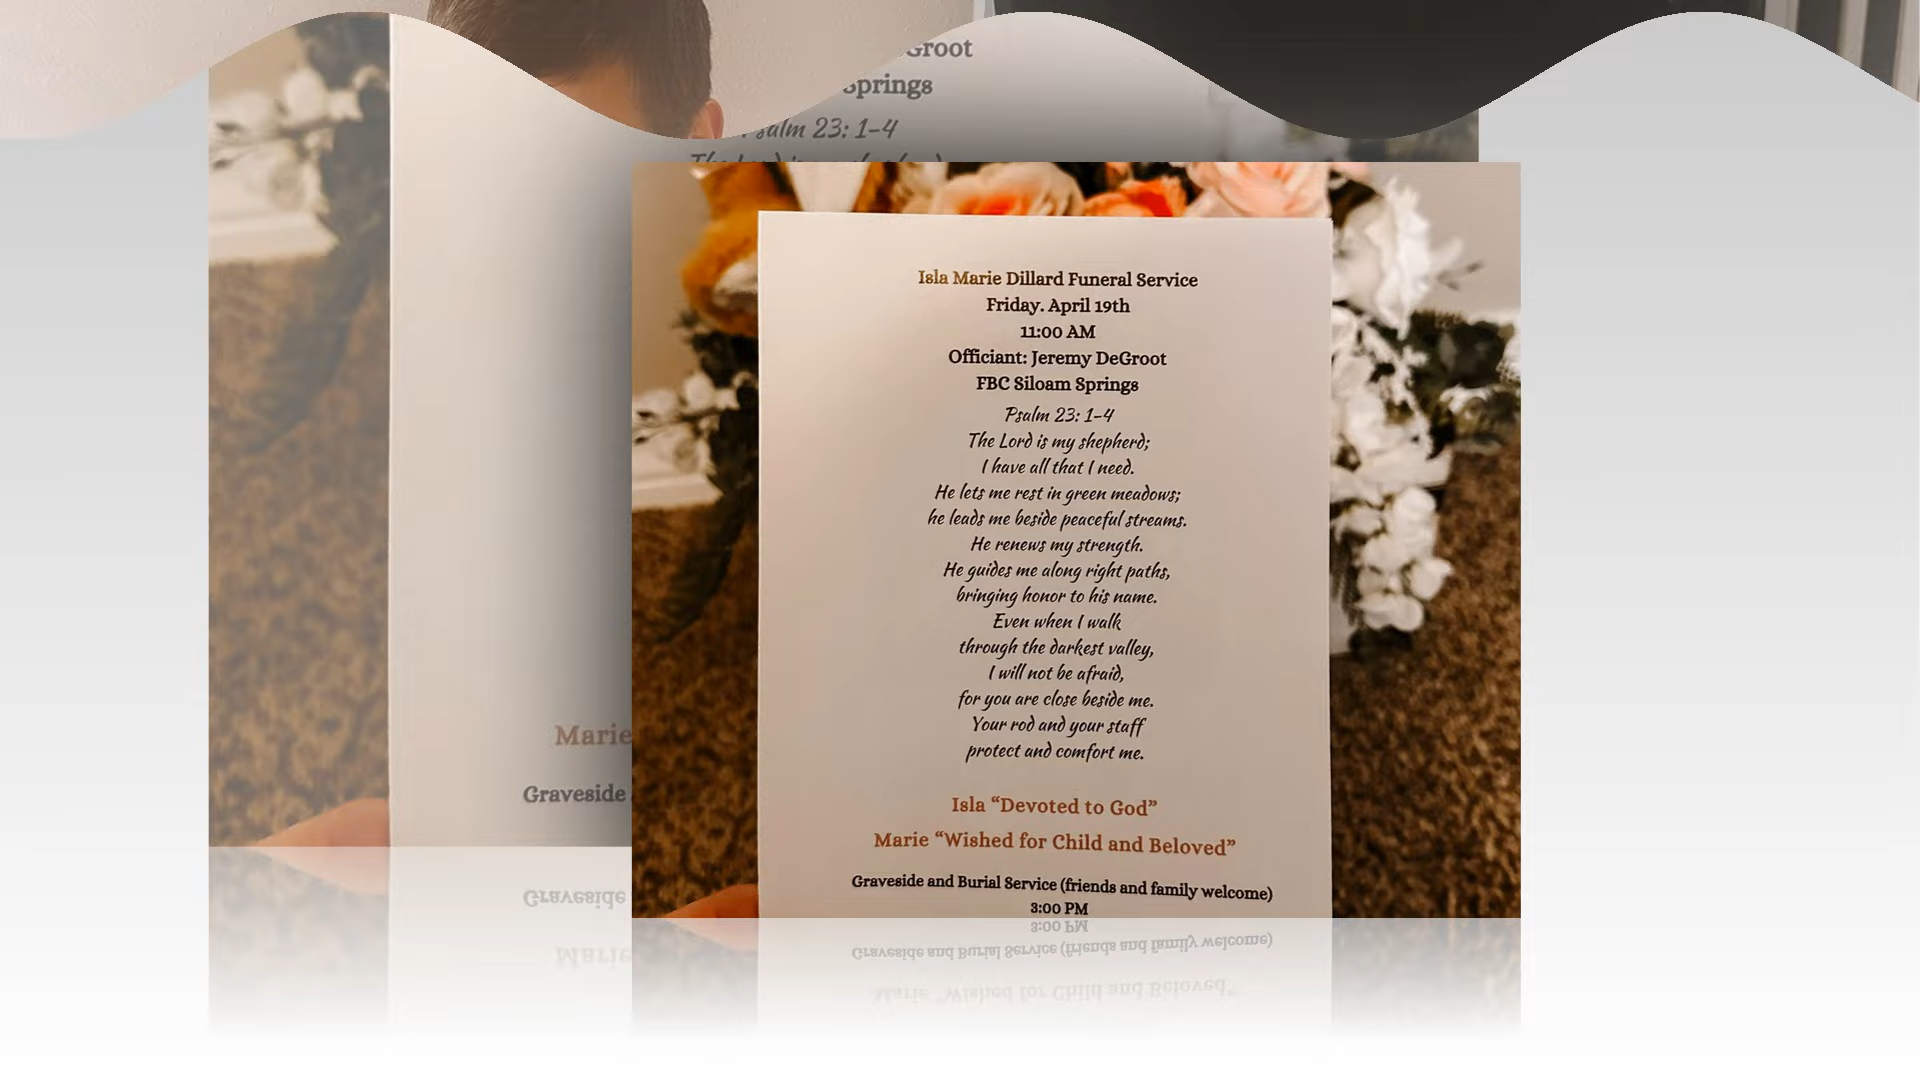 Groot
Springs
Psalm 23: 1-4
Isla Marie Dillard Funeral Service
Friday. April 19th
11:00 AM
Officiant: Jeremy DeGroot
FBC Siloam Springs
Psalm 23: 1-4
The Lord is my shepherd;
I have all that I need.
He lets me rest in green meadows;
he leads me beside peaceful streams.
He renews my strength.
He guides me along right paths,
bringing honor to his name.
Even when I walk
through the darkest valley,
I will not be afraid,
for you are close beside me.
Your rod and your staff
protect and comfort me.
Isla “Devoted to God”
Marie “Wished for Child and Beloved”
Graveside and Burial Service (friends and family welcome)
3:00 PM
Marie
Graveside